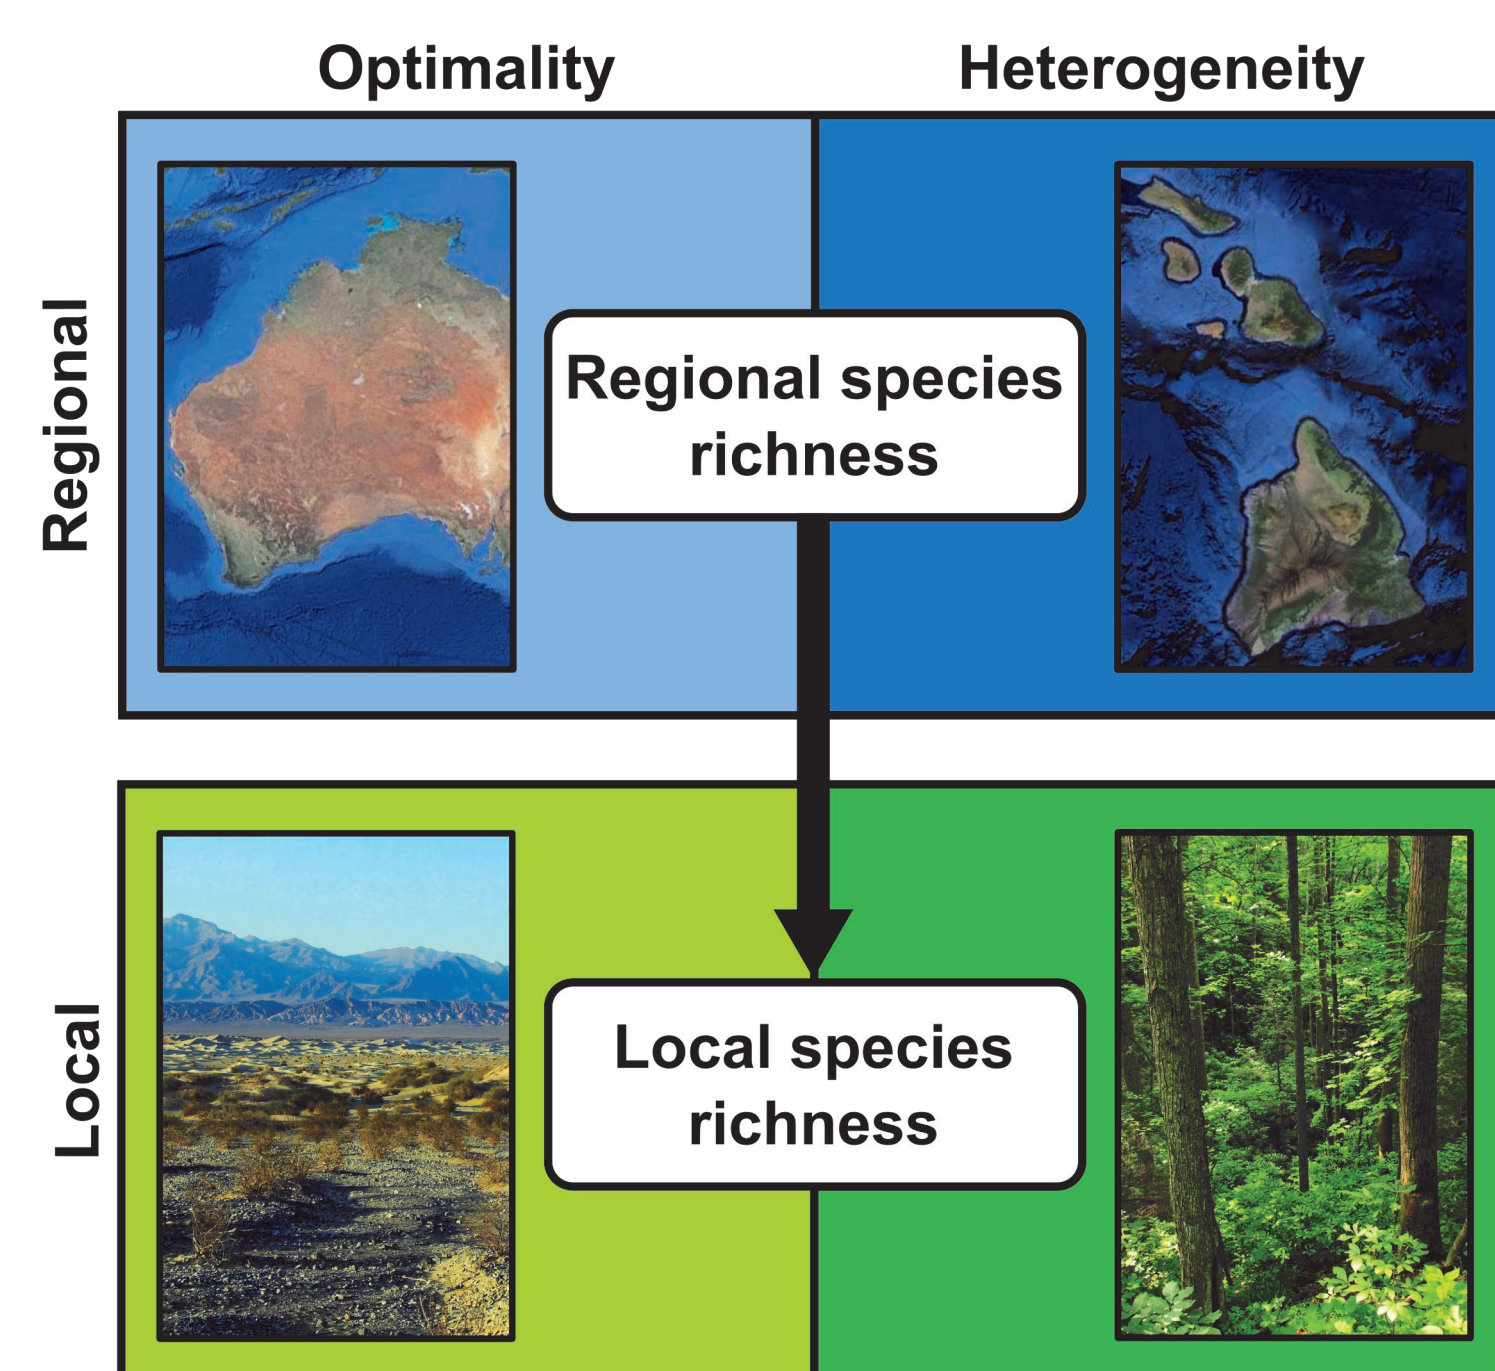 Optimality
Heterogeneity
Regional
Regional species
richness
Local
Local species
richness